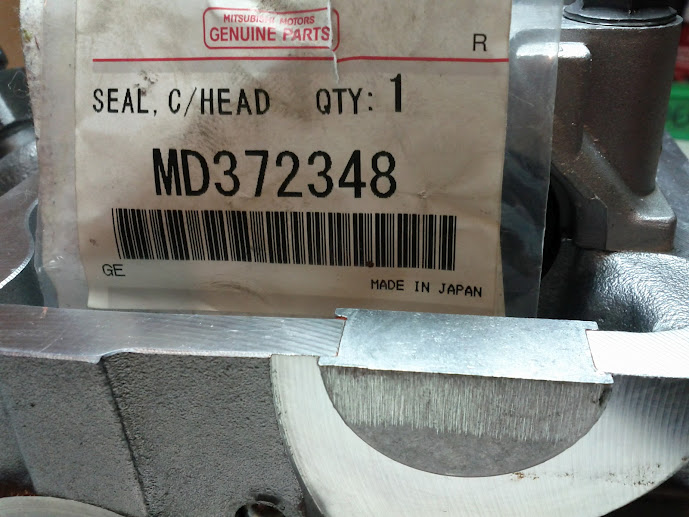 MITSUBISHI MOTORS
GENUINE PARTS
R
SEAL, C/HEAD QTY: 1
MD372348
GE
MADE IN JAPAN